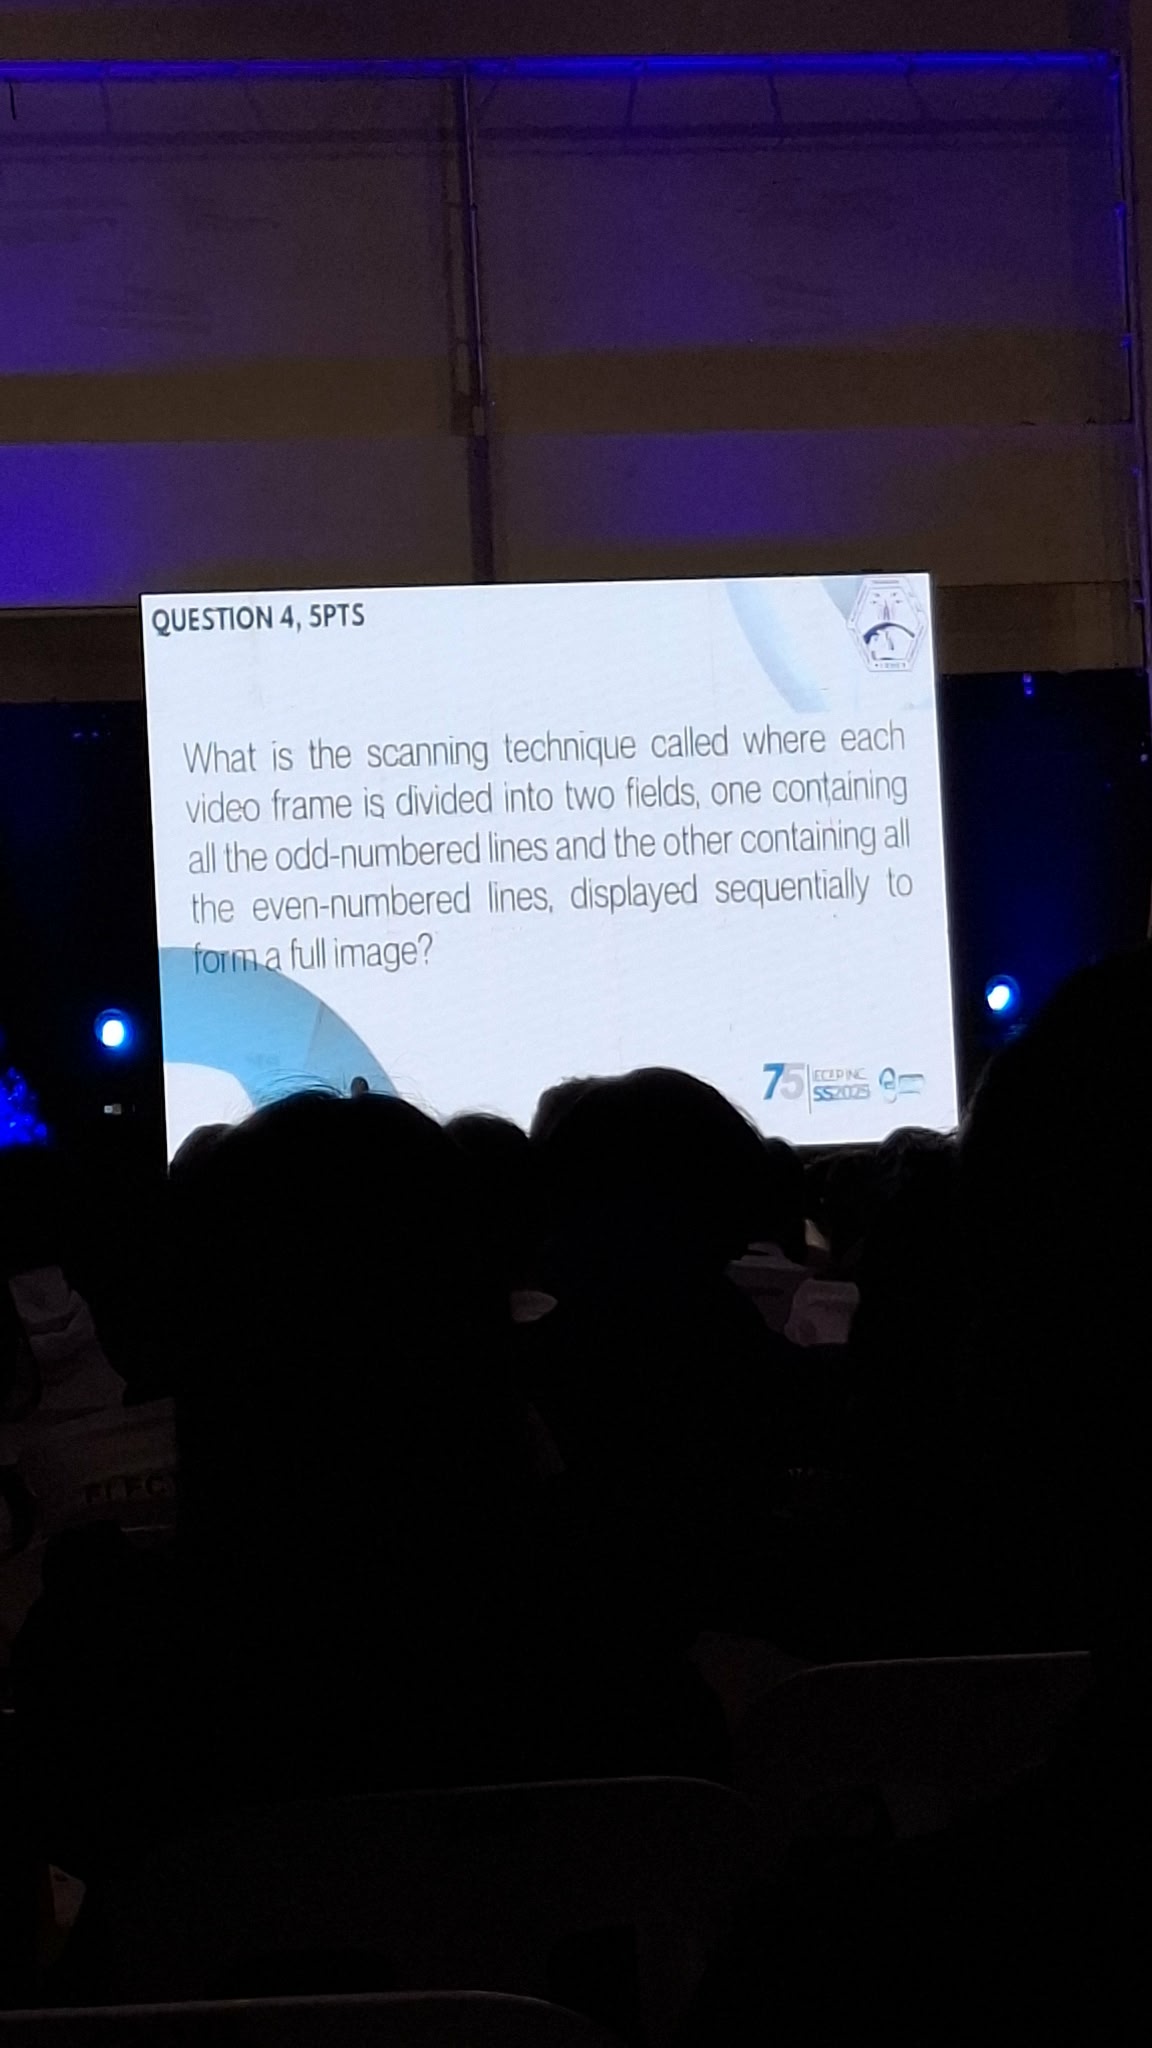 QUESTION 4, 5PTS
What is the scanning technique called where each
video frame is divided into two fields, one containing
all the odd-numbered lines and the other containing all
the even-numbered lines, displayed sequentially to
form a full image?
75 IECEP INC.
SS2025